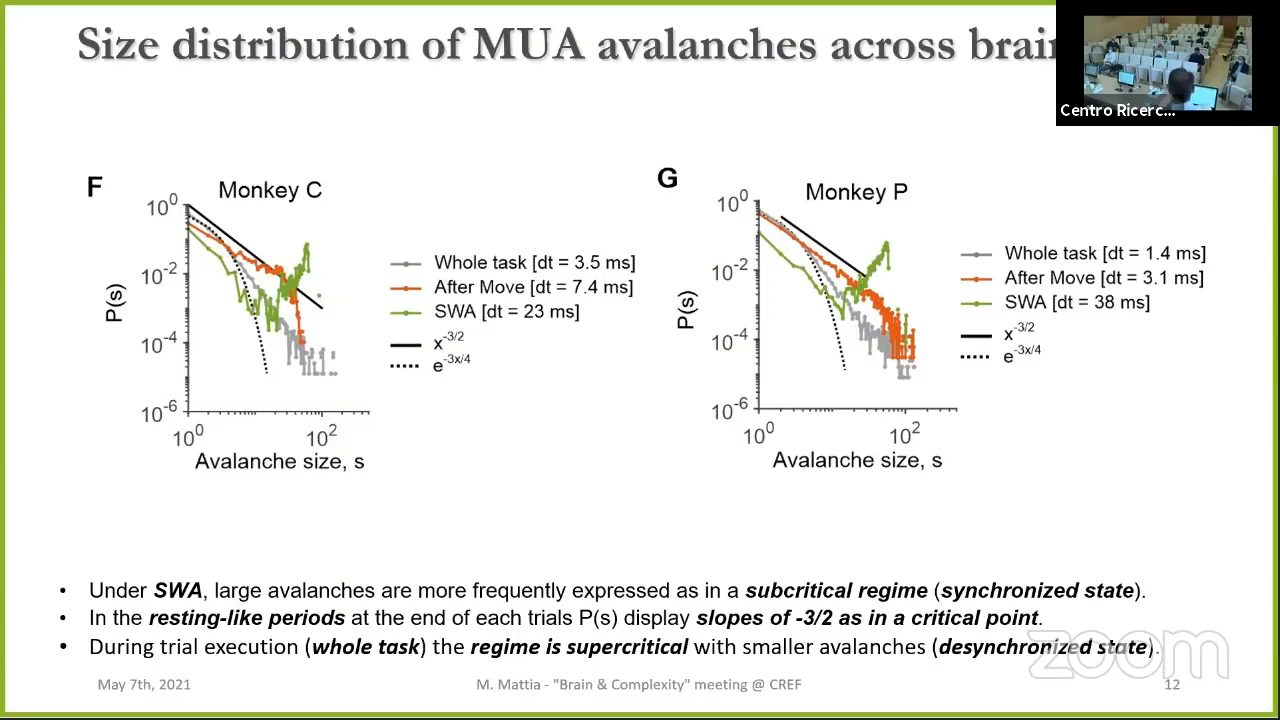 Size distribution of MUA avalanches across brain
Centro Ricerc...
F
Monkey C
10^0
10^-2
10^-4
10^-6
P(s)
10^0
10^2
Avalanche size, s
Whole task [dt = 3.5 ms]
After Move [dt = 7.4 ms]
SWA [dt = 23 ms]
x^-3/2
e^-3x/4
G
Monkey P
10^0
10^-2
10^-4
10^-6
P(s)
10^0
10^2
Avalanche size, s
Whole task [dt = 1.4 ms]
After Move [dt = 3.1 ms]
SWA [dt = 38 ms]
x^-3/2
e^-3x/4
• Under SWA, large avalanches are more frequently expressed as in a subcritical regime (synchronized state).
• In the resting-like periods at the end of each trials P(s) display slopes of -3/2 as in a critical point.
• During trial execution (whole task) the regime is supercritical with smaller avalanches (desynchronized state).
zoom
May 7th, 2021
M. Mattia - "Brain & Complexity" meeting @ CREF
12